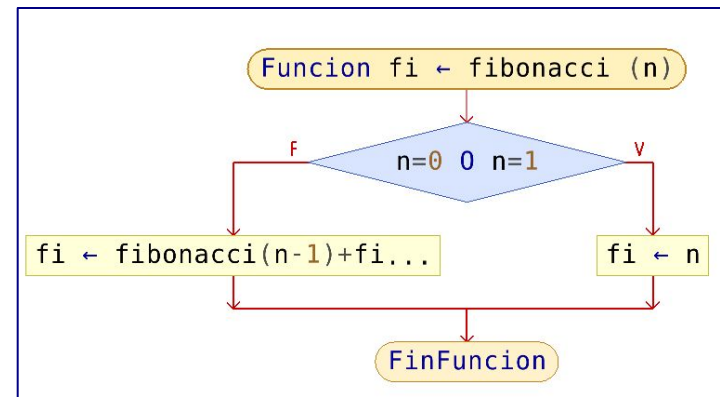 Funcion fi ← fibonacci (n)
F
V
n=0 O n=1
fi ← fibonacci(n-1)+fi...
fi ← n
FinFuncion